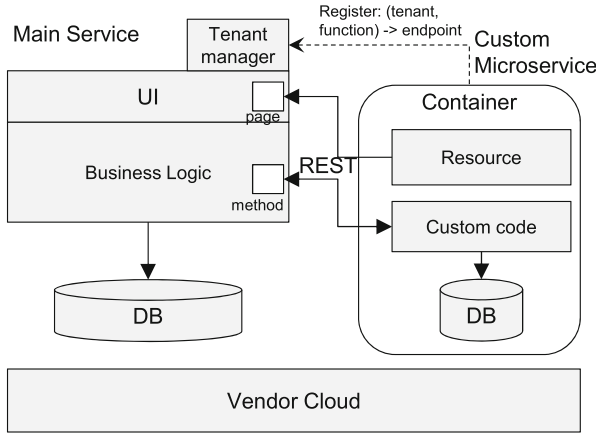 Main Service
Tenant
manager
Register: (tenant,
function) -> endpoint
Custom
Microservice
UI
page
Container
Business Logic
method
REST
Resource
Custom code
DB
DB
Vendor Cloud